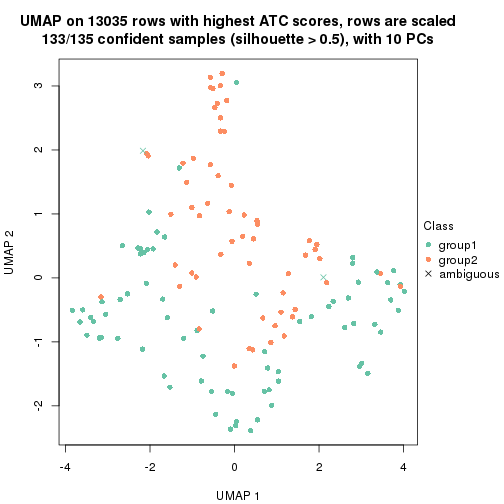 UMAP on 13035 rows with highest ATC scores, rows are scaled
133/135 confident samples (silhouette > 0.5), with 10 PCs
3
2
1
0
-1
-2
UMAP 2
-4
-2
0
2
4
UMAP 1
Class
group1
group2
ambiguous